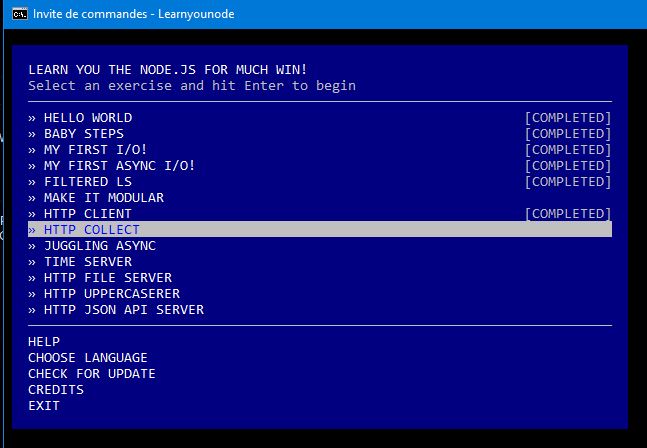 Invite de commandes - Learnyounode
LEARN YOU THE NODE.JS FOR MUCH WIN!
Select an exercise and hit Enter to begin
» HELLO WORLD [COMPLETED]
» BABY STEPS [COMPLETED]
» MY FIRST I/O! [COMPLETED]
» MY FIRST ASYNC I/O! [COMPLETED]
» FILTERED LS [COMPLETED]
» MAKE IT MODULAR
» HTTP CLIENT [COMPLETED]
» HTTP COLLECT
» JUGGLING ASYNC
» TIME SERVER
» HTTP FILE SERVER
» HTTP UPPERCASERER
» HTTP JSON API SERVER
HELP
CHOOSE LANGUAGE
CHECK FOR UPDATE
CREDITS
EXIT